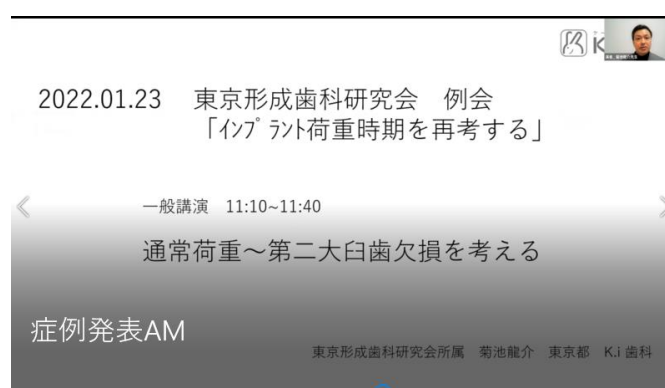 2022.01.23 東京形成歯科研究会 例会
「インプラント荷重時期を再考する」
一般講演 11:10~11:40
通常荷重～第二大臼歯欠損を考える
症例発表AM
東京形成歯科研究会所属 菊池龍介 東京都 K.i 歯科